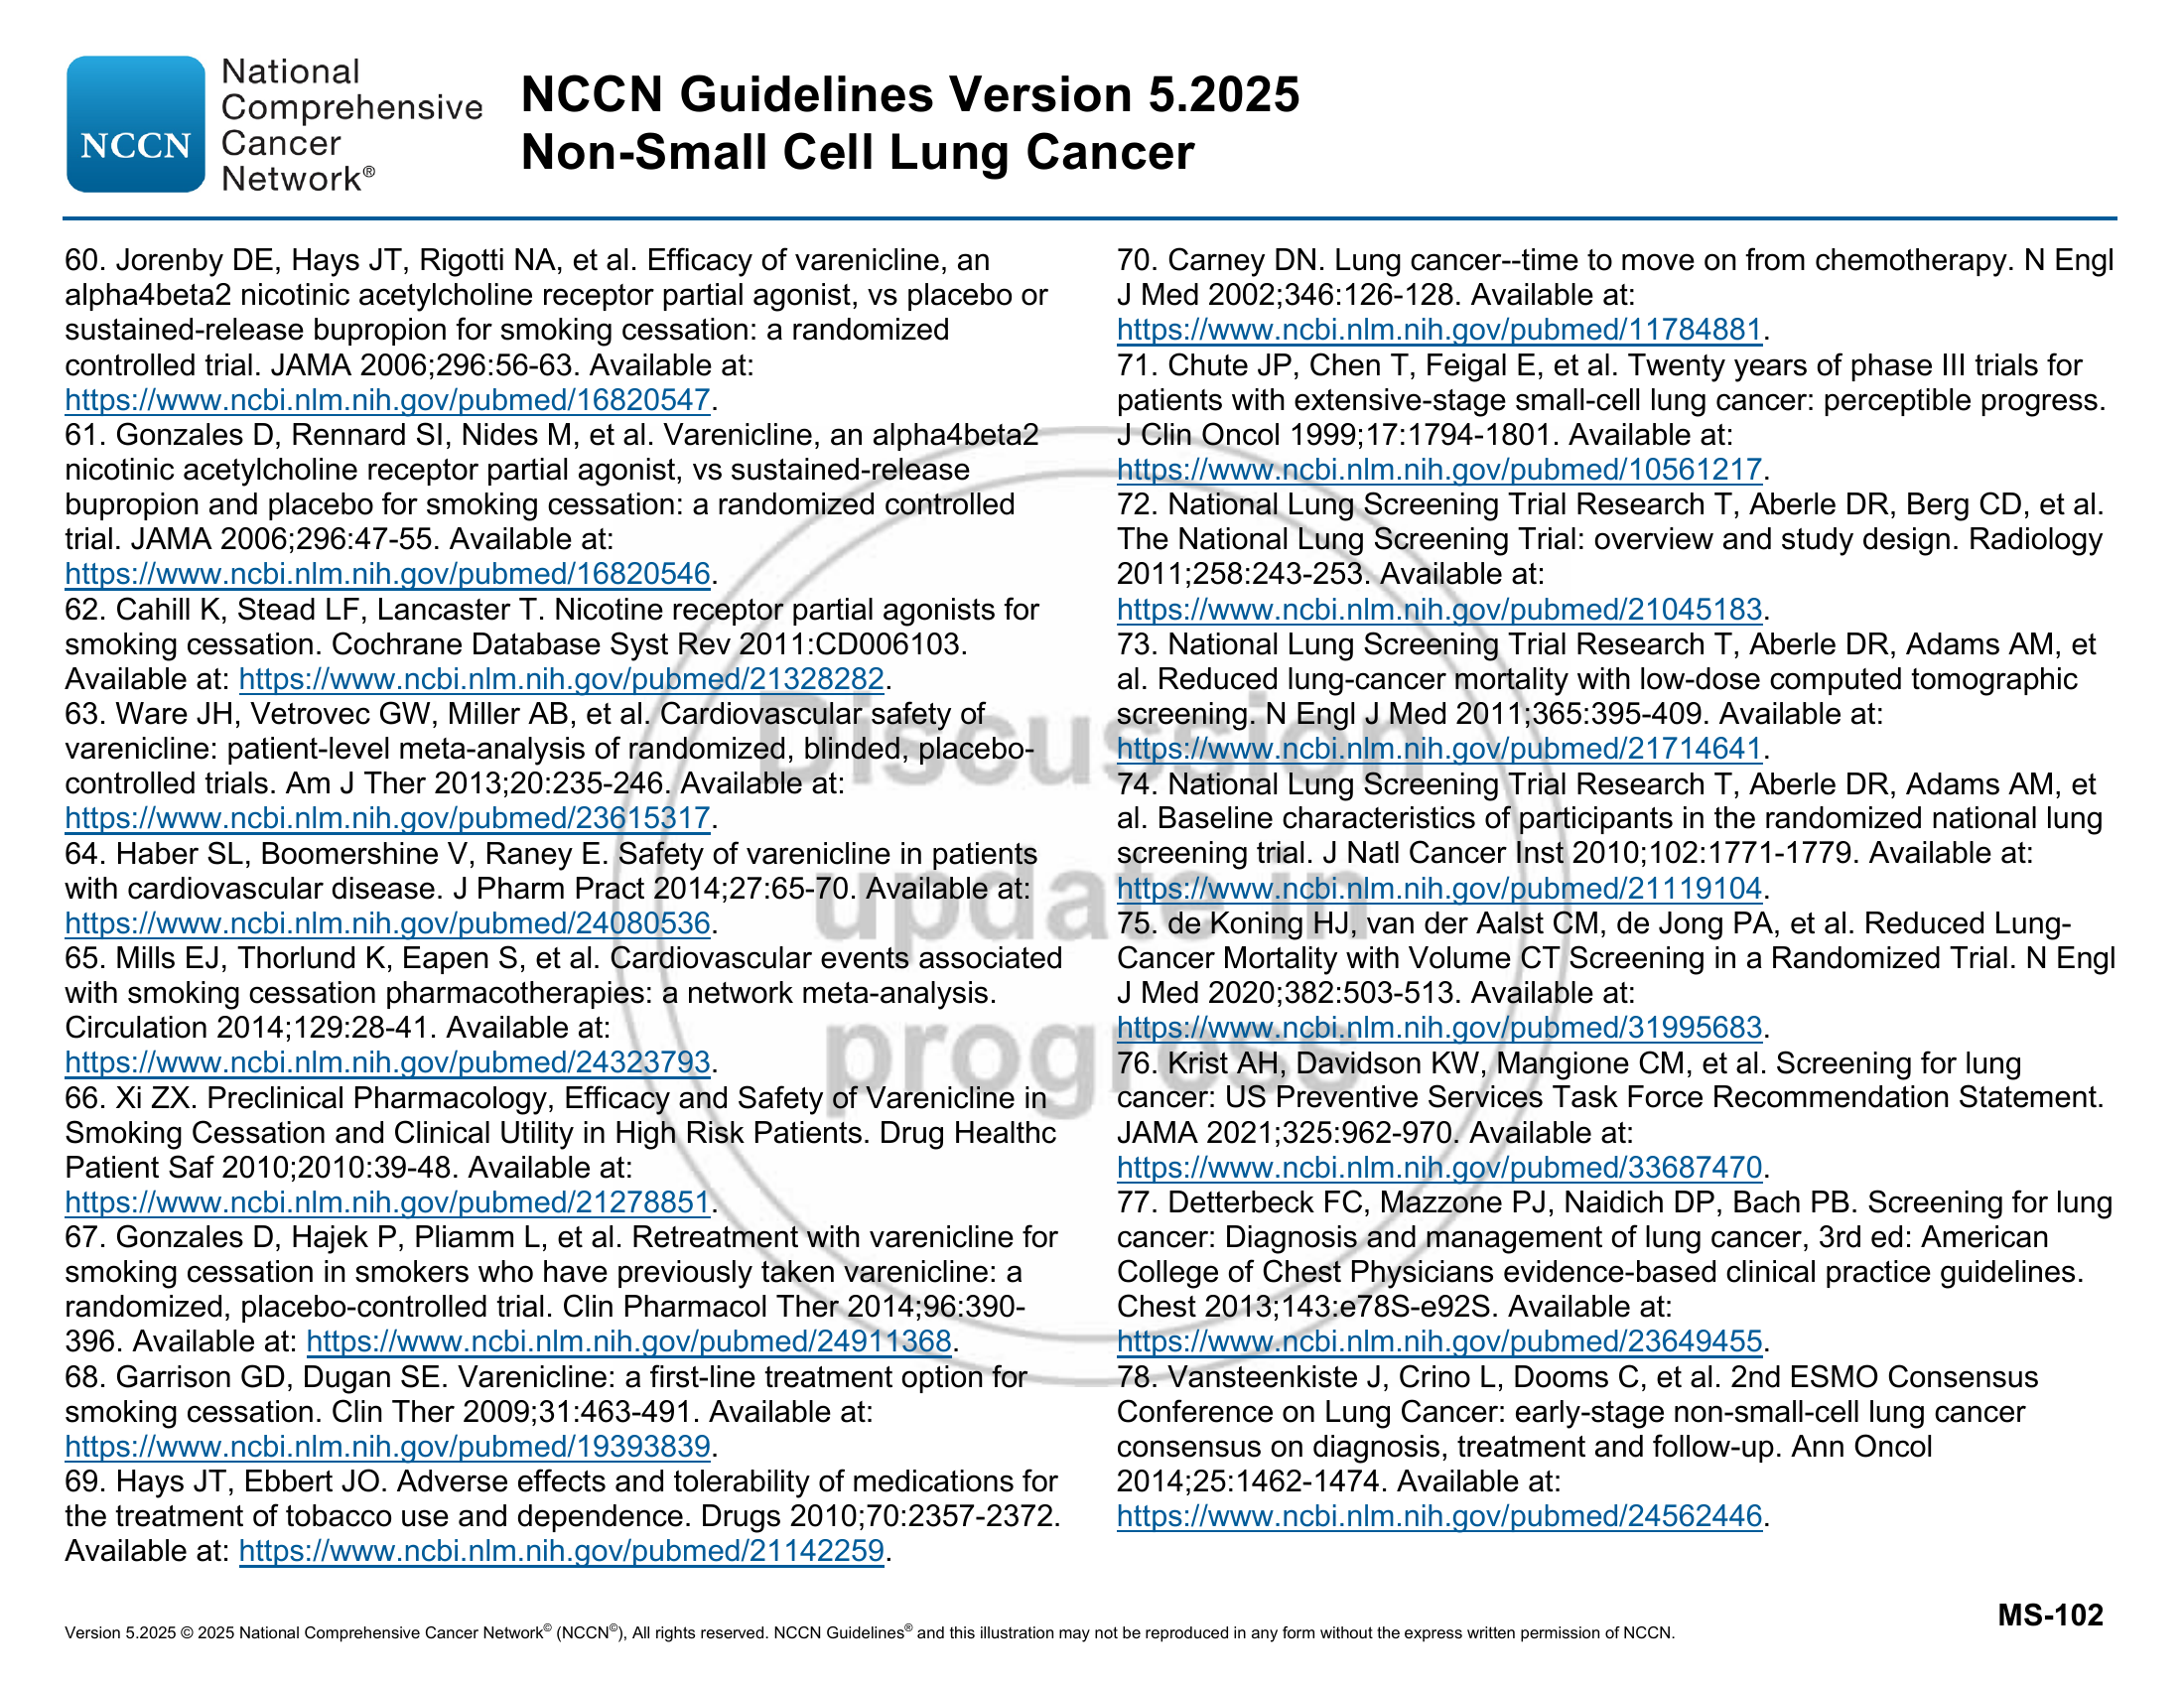 National
Comprehensive
NCCN Cancer
Network®
NCCN Guidelines Version 5.2025
Non-Small Cell Lung Cancer
60. Jorenby DE, Hays JT, Rigotti NA, et al. Efficacy of varenicline, an
alpha4beta2 nicotinic acetylcholine receptor partial agonist, vs placebo or
sustained-release bupropion for smoking cessation: a randomized
controlled trial. JAMA 2006;296:56-63. Available at:
https://www.ncbi.nlm.nih.gov/pubmed/16820547.
61. Gonzales D, Rennard SI, Nides M, et al. Varenicline, an alpha4beta2
nicotinic acetylcholine receptor partial agonist, vs sustained-release
bupropion and placebo for smoking cessation: a randomized controlled
trial. JAMA 2006;296:47-55. Available at:
https://www.ncbi.nlm.nih.gov/pubmed/16820546.
62. Cahill K, Stead LF, Lancaster T. Nicotine receptor partial agonists for
smoking cessation. Cochrane Database Syst Rev 2011:CD006103.
Available at: https://www.ncbi.nlm.nih.gov/pubmed/21328282.
63. Ware JH, Vetrovec GW, Miller AB, et al. Cardiovascular safety of
varenicline: patient-level meta-analysis of randomized, blinded, placebo-
controlled trials. Am J Ther 2013;20:235-246. Available at:
https://www.ncbi.nlm.nih.gov/pubmed/23615317.
64. Haber SL, Boomershine V, Raney E. Safety of varenicline in patients
with cardiovascular disease. J Pharm Pract 2014;27:65-70. Available at:
https://www.ncbi.nlm.nih.gov/pubmed/24080536.
65. Mills EJ, Thorlund K, Eapen S, et al. Cardiovascular events associated
with smoking cessation pharmacotherapies: a network meta-analysis.
Circulation 2014;129:28-41. Available at:
https://www.ncbi.nlm.nih.gov/pubmed/24323793.
66. Xi ZX. Preclinical Pharmacology, Efficacy and Safety of Varenicline in
Smoking Cessation and Clinical Utility in High Risk Patients. Drug Healthc
Patient Saf 2010;2010:39-48. Available at:
https://www.ncbi.nlm.nih.gov/pubmed/21278851.
67. Gonzales D, Hajek P, Pliamm L, et al. Retreatment with varenicline for
smoking cessation in smokers who have previously taken varenicline: a
randomized, placebo-controlled trial. Clin Pharmacol Ther 2014;96:390-
396. Available at: https://www.ncbi.nlm.nih.gov/pubmed/24911368.
68. Garrison GD, Dugan SE. Varenicline: a first-line treatment option for
smoking cessation. Clin Ther 2009;31:463-491. Available at:
https://www.ncbi.nlm.nih.gov/pubmed/19393839.
69. Hays JT, Ebbert JO. Adverse effects and tolerability of medications for
the treatment of tobacco use and dependence. Drugs 2010;70:2357-2372.
Available at: https://www.ncbi.nlm.nih.gov/pubmed/21142259.
70. Carney DN. Lung cancer--time to move on from chemotherapy. N Engl
J Med 2002;346:126-128. Available at:
https://www.ncbi.nlm.nih.gov/pubmed/11784881.
71. Chute JP, Chen T, Feigal E, et al. Twenty years of phase III trials for
patients with extensive-stage small-cell lung cancer: perceptible progress.
J Clin Oncol 1999;17:1794-1801. Available at:
https://www.ncbi.nlm.nih.gov/pubmed/10561217.
72. National Lung Screening Trial Research T, Aberle DR, Berg CD, et al.
The National Lung Screening Trial: overview and study design. Radiology
2011;258:243-253. Available at:
https://www.ncbi.nlm.nih.gov/pubmed/21045183.
73. National Lung Screening Trial Research T, Aberle DR, Adams AM, et
al. Reduced lung-cancer mortality with low-dose computed tomographic
screening. N Engl J Med 2011;365:395-409. Available at:
https://www.ncbi.nlm.nih.gov/pubmed/21714641.
74. National Lung Screening Trial Research T, Aberle DR, Adams AM, et
al. Baseline characteristics of participants in the randomized national lung
screening trial. J Natl Cancer Inst 2010;102:1771-1779. Available at:
https://www.ncbi.nlm.nih.gov/pubmed/21119104.
75. de Koning HJ, van der Aalst CM, de Jong PA, et al. Reduced Lung-
Cancer Mortality with Volume CT Screening in a Randomized Trial. N Engl
J Med 2020;382:503-513. Available at:
https://www.ncbi.nlm.nih.gov/pubmed/31995683.
76. Krist AH, Davidson KW, Mangione CM, et al. Screening for lung
cancer: US Preventive Services Task Force Recommendation Statement.
JAMA 2021;325:962-970. Available at:
https://www.ncbi.nlm.nih.gov/pubmed/33687470.
77. Detterbeck FC, Mazzone PJ, Naidich DP, Bach PB. Screening for lung
cancer: Diagnosis and management of lung cancer, 3rd ed: American
College of Chest Physicians evidence-based clinical practice guidelines.
Chest 2013;143:e78S-e92S. Available at:
https://www.ncbi.nlm.nih.gov/pubmed/23649455.
78. Vansteenkiste J, Crino L, Dooms C, et al. 2nd ESMO Consensus
Conference on Lung Cancer: early-stage non-small-cell lung cancer
consensus on diagnosis, treatment and follow-up. Ann Oncol
2014;25:1462-1474. Available at:
https://www.ncbi.nlm.nih.gov/pubmed/24562446.
Discussion
update in
progress
MS-102
Version 5.2025 © 2025 National Comprehensive Cancer Network© (NCCN©), All rights reserved. NCCN Guidelines® and this illustration may not be reproduced in any form without the express written permission of NCCN.